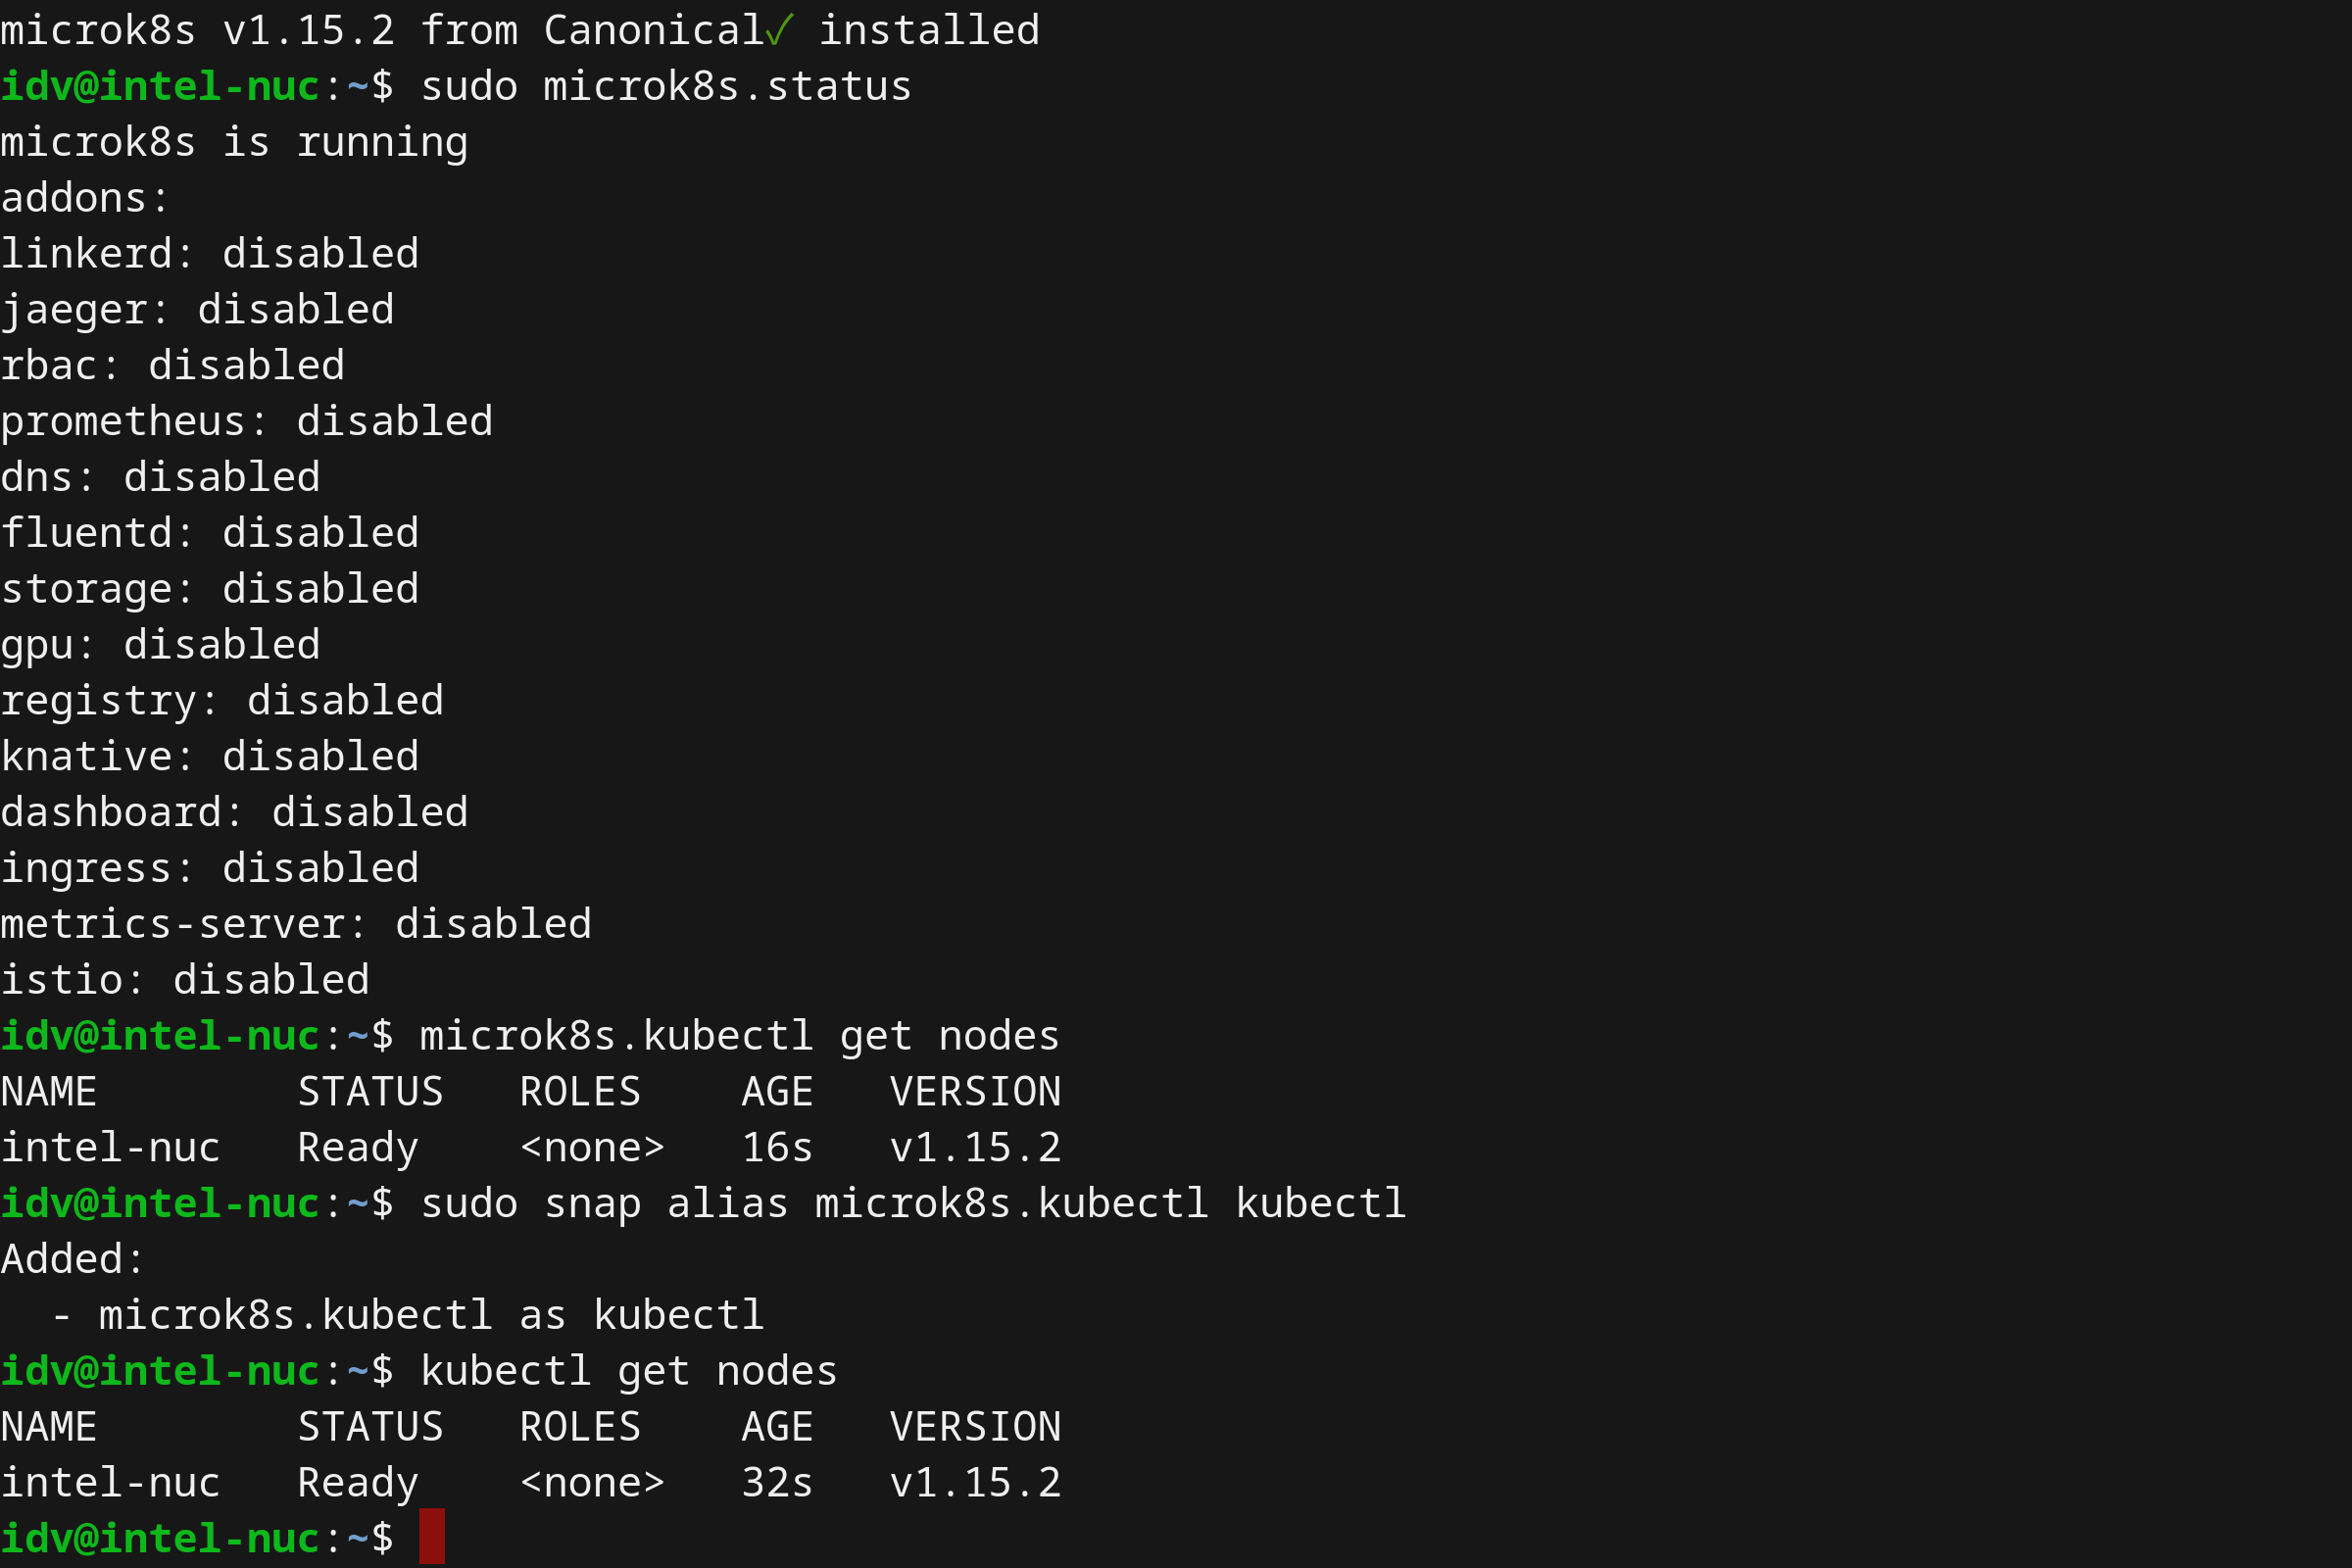 microk8s v1.15.2 from Canonical✓ installed
idv@intel-nuc:~$ sudo microk8s.status
microk8s is running
addons:
linkerd: disabled
jaeger: disabled
rbac: disabled
prometheus: disabled
dns: disabled
fluentd: disabled
storage: disabled
gpu: disabled
registry: disabled
knative: disabled
dashboard: disabled
ingress: disabled
metrics-server: disabled
istio: disabled
idv@intel-nuc:~$ microk8s.kubectl get nodes
NAME        STATUS   ROLES    AGE   VERSION
intel-nuc   Ready    <none>   16s   v1.15.2
idv@intel-nuc:~$ sudo snap alias microk8s.kubectl kubectl
Added:
  - microk8s.kubectl as kubectl
idv@intel-nuc:~$ kubectl get nodes
NAME        STATUS   ROLES    AGE   VERSION
intel-nuc   Ready    <none>   32s   v1.15.2
idv@intel-nuc:~$